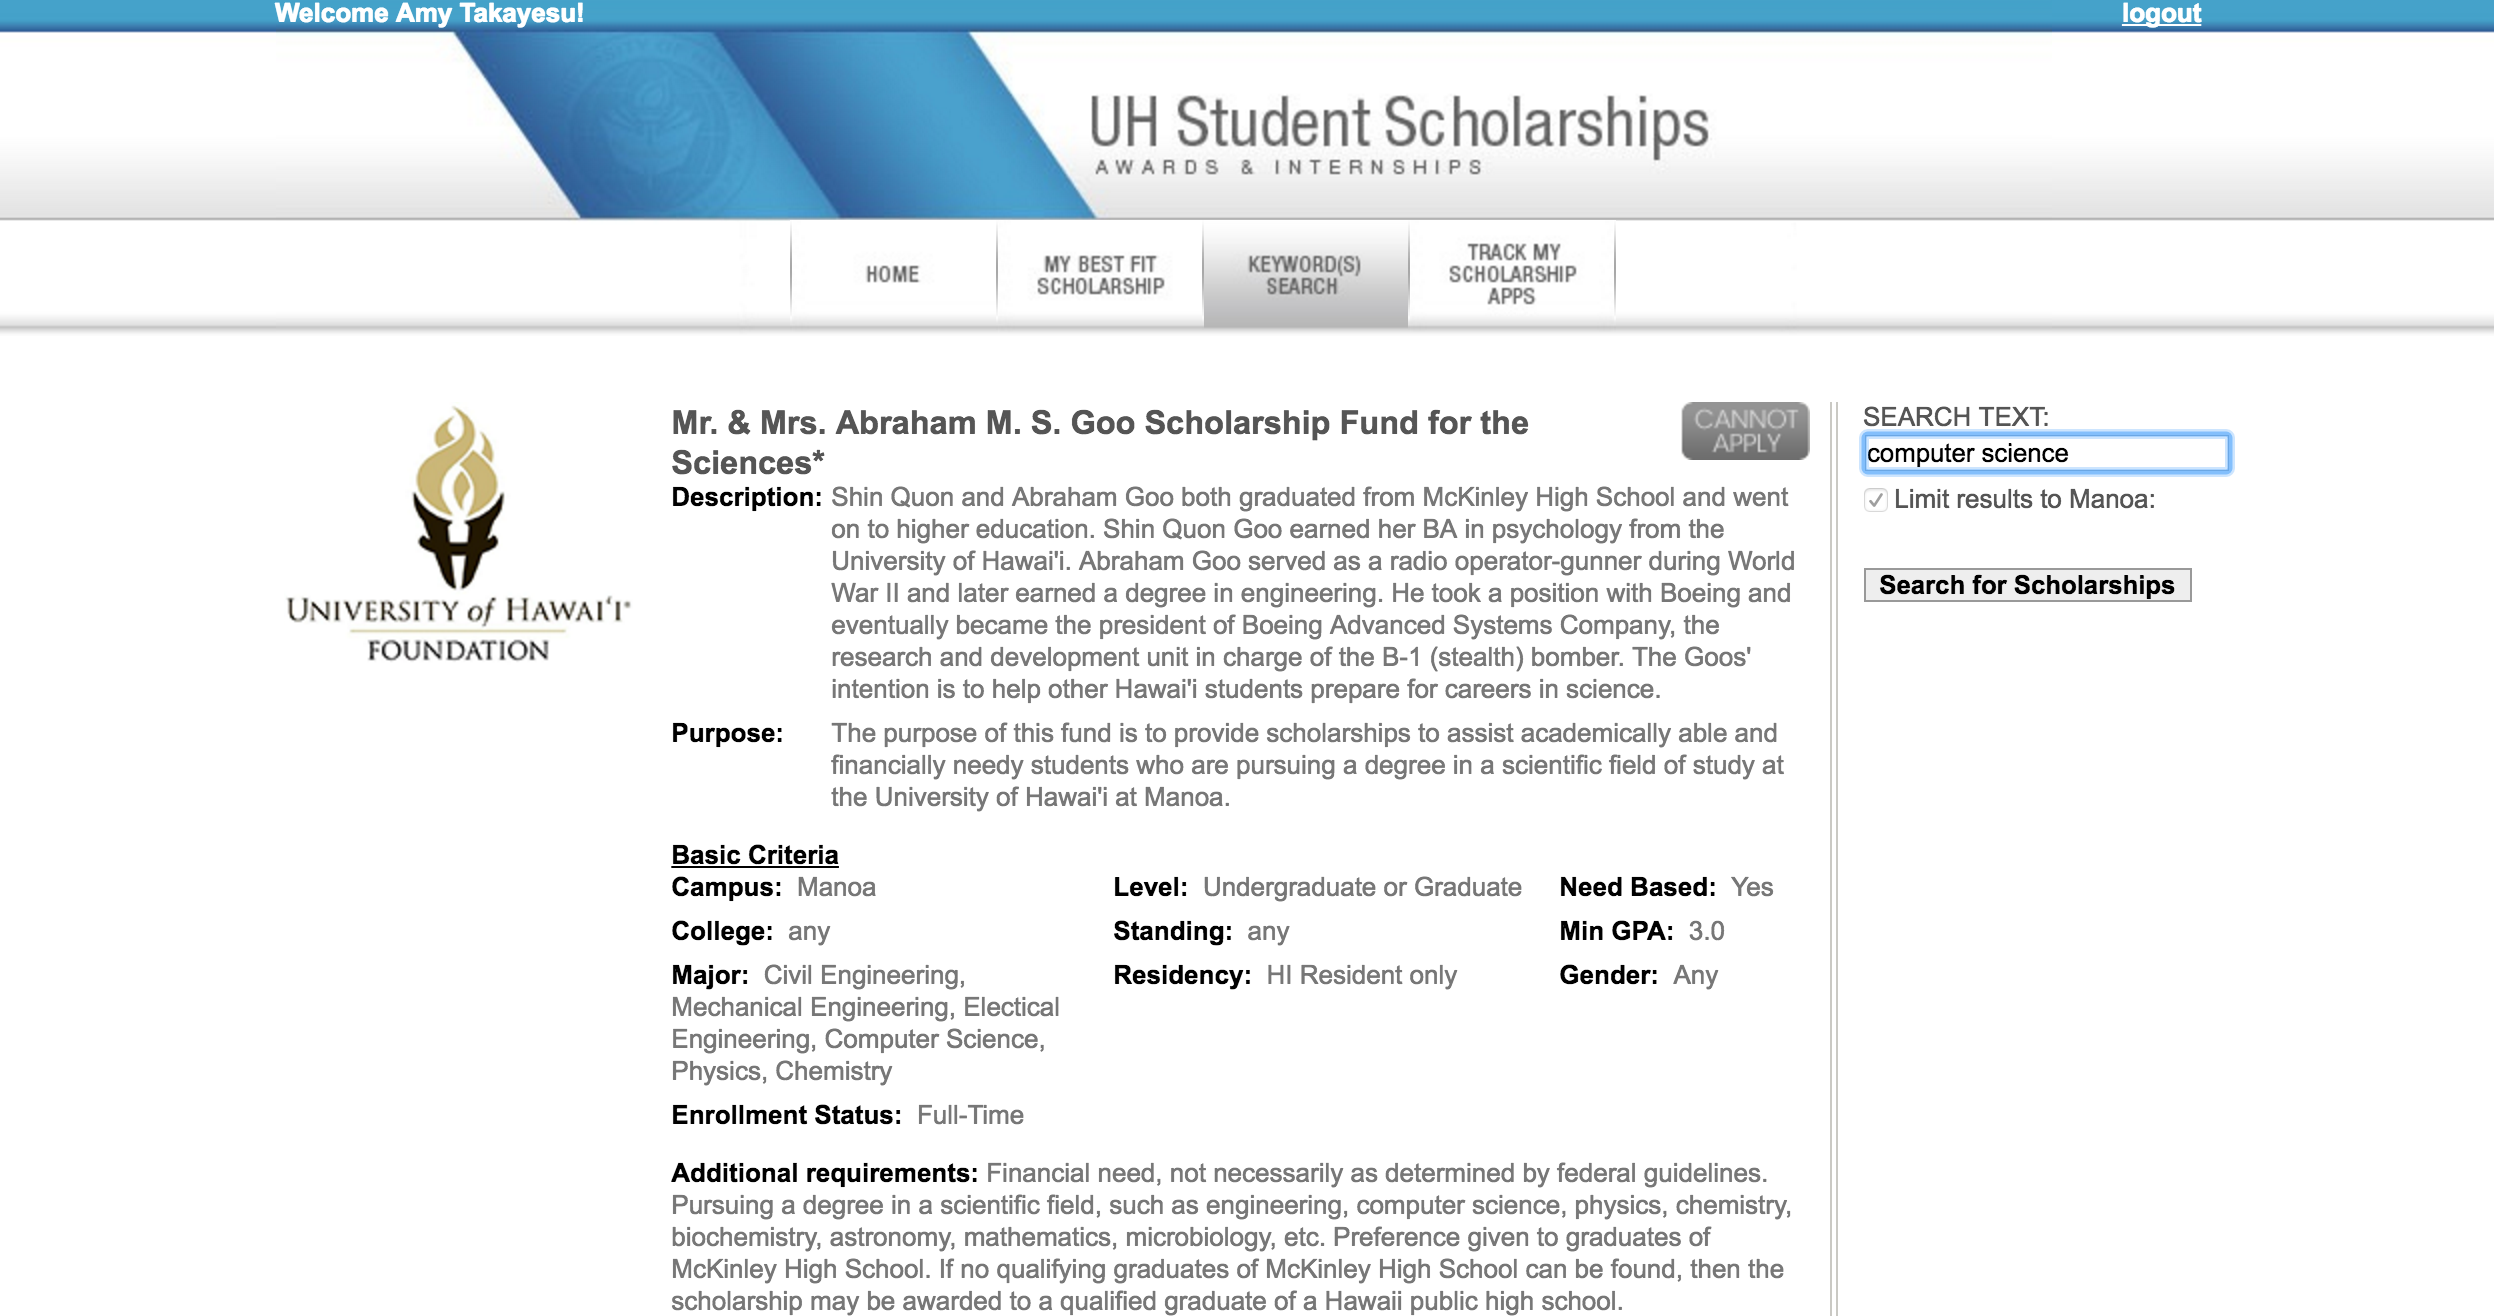 Welcome Amy Takayesu!
logout
UH Student Scholarships
AWARDS & INTERNSHIPS
HOME
MY BEST FIT
SCHOLARSHIP
KEYWORD(S)
SEARCH
TRACK MY
SCHOLARSHIP
APPS
UNIVERSITY of HAWAI‘I®
FOUNDATION
Mr. & Mrs. Abraham M. S. Goo Scholarship Fund for the
Sciences*
CANNOT
APPLY
Description: Shin Quon and Abraham Goo both graduated from McKinley High School and went
on to higher education. Shin Quon Goo earned her BA in psychology from the
University of Hawai'i. Abraham Goo served as a radio operator-gunner during World
War II and later earned a degree in engineering. He took a position with Boeing and
eventually became the president of Boeing Advanced Systems Company, the
research and development unit in charge of the B-1 (stealth) bomber. The Goos'
intention is to help other Hawai'i students prepare for careers in science.
Purpose: The purpose of this fund is to provide scholarships to assist academically able and
financially needy students who are pursuing a degree in a scientific field of study at
the University of Hawai'i at Manoa.
Basic Criteria
Campus: Manoa
Level: Undergraduate or Graduate
Need Based: Yes
College: any
Standing: any
Min GPA: 3.0
Major: Civil Engineering,
Mechanical Engineering, Electical
Engineering, Computer Science,
Physics, Chemistry
Residency: HI Resident only
Gender: Any
Enrollment Status: Full-Time
Additional requirements: Financial need, not necessarily as determined by federal guidelines.
Pursuing a degree in a scientific field, such as engineering, computer science, physics, chemistry,
biochemistry, astronomy, mathematics, microbiology, etc. Preference given to graduates of
McKinley High School. If no qualifying graduates of McKinley High School can be found, then the
scholarship may be awarded to a qualified graduate of a Hawaii public high school.
SEARCH TEXT:
computer science
Limit results to Manoa:
Search for Scholarships